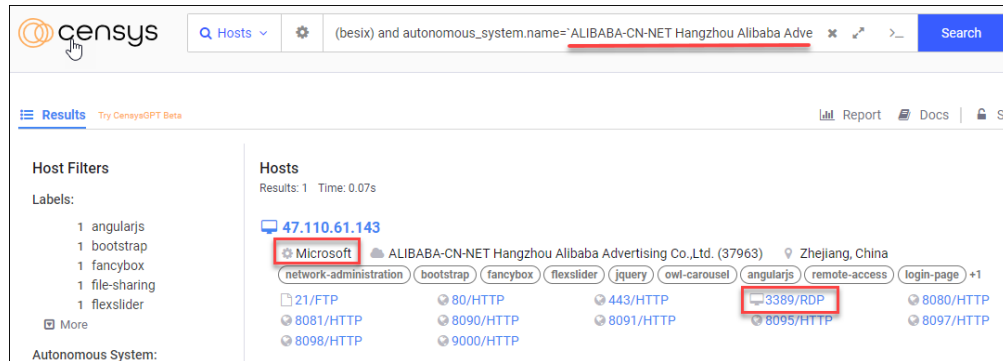 censys
Hosts
(besix) and autonomous_system.name=`ALIBABA-CN-NET Hangzhou Alibaba Adve
>_
Search
Results Try CensysGPT Beta
Report Docs
Host Filters
Labels:
1 angularjs
1 bootstrap
1 fancybox
1 file-sharing
1 flexslider
More
Autonomous System:
Hosts
Results: 1 Time: 0.07s
47.110.61.143
Microsoft ALIBABA-CN-NET Hangzhou Alibaba Advertising Co.,Ltd. (37963) Zhejiang, China
network-administration bootstrap fancybox flexslider jquery owl-carousel angularjs remote-access login-page +1
21/FTP 80/HTTP 443/HTTP 3389/RDP 8080/HTTP
8081/HTTP 8090/HTTP 8091/HTTP 8095/HTTP 8097/HTTP
8098/HTTP 9000/HTTP